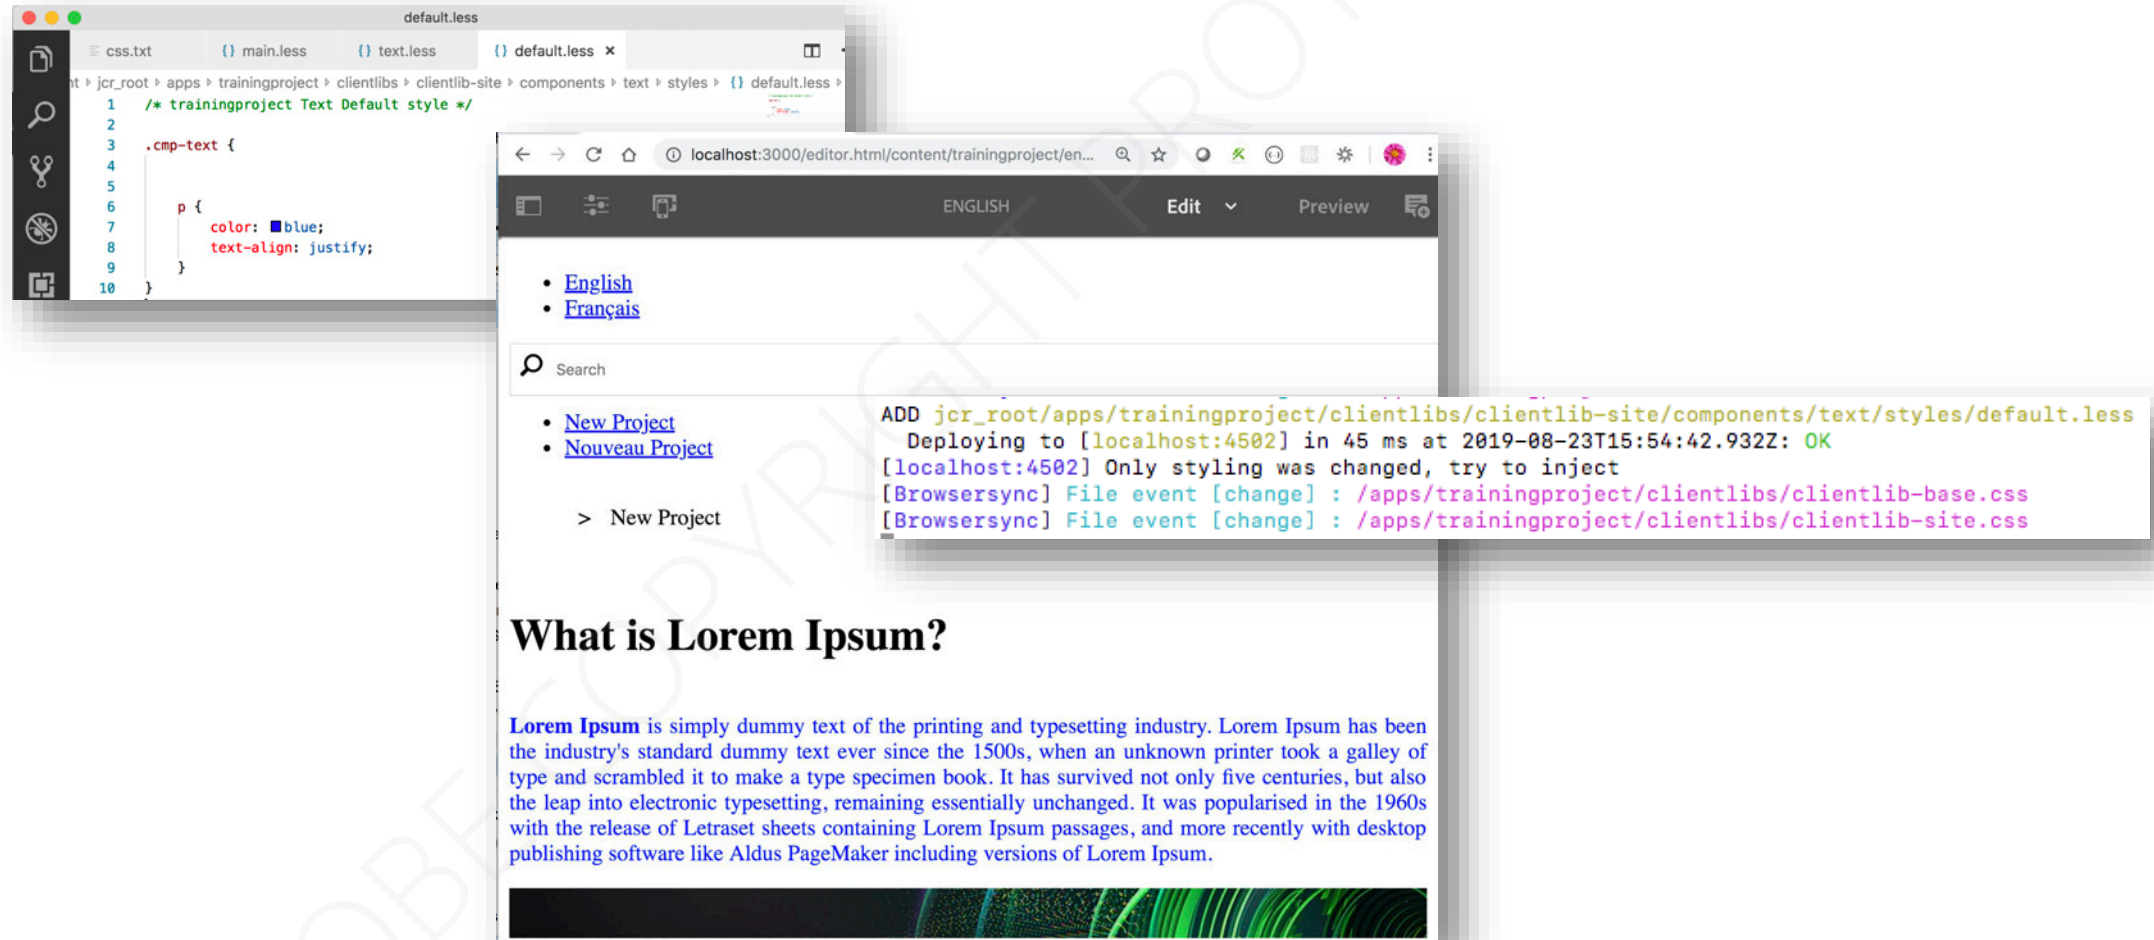 default.less
css.txt
{} main.less
{} text.less
{} default.less ×
nt › jcr_root › apps › trainingproject › clientlibs › clientlib-site › components › text › styles › {} default.less ›
1 /* trainingproject Text Default style */
2
3 .cmp-text {
4
5
6 p {
7 color: blue;
8 text-align: justify;
9 }
10 }
localhost:3000/editor.html/content/trainingproject/en...
ENGLISH
Edit
Preview
English
Français
Search
New Project
Nouveau Project
> New Project
ADD jcr_root/apps/trainingproject/clientlibs/clientlib-site/components/text/styles/default.less
Deploying to [localhost:4502] in 45 ms at 2019-08-23T15:54:42.932Z: OK
[localhost:4502] Only styling was changed, try to inject
[Browsersync] File event [change] : /apps/trainingproject/clientlibs/clientlib-base.css
[Browsersync] File event [change] : /apps/trainingproject/clientlibs/clientlib-site.css
What is Lorem Ipsum?
Lorem Ipsum is simply dummy text of the printing and typesetting industry. Lorem Ipsum has been
the industry's standard dummy text ever since the 1500s, when an unknown printer took a galley of
type and scrambled it to make a type specimen book. It has survived not only five centuries, but also
the leap into electronic typesetting, remaining essentially unchanged. It was popularised in the 1960s
with the release of Letraset sheets containing Lorem Ipsum passages, and more recently with desktop
publishing software like Aldus PageMaker including versions of Lorem Ipsum.
OBE COPYRIGHT PRO